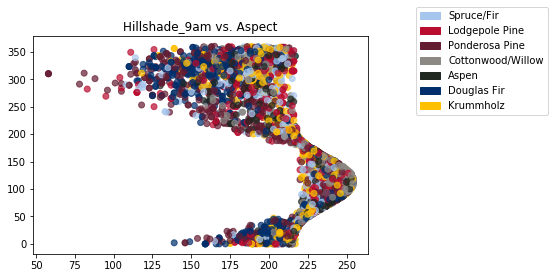 Hillshade_9am vs. Aspect
Spruce/Fir
Lodgepole Pine
Ponderosa Pine
Cottonwood/Willow
Aspen
Douglas Fir
Krummholz
350
300
250
200
150
100
50
0
50 75 100 125 150 175 200 225 250